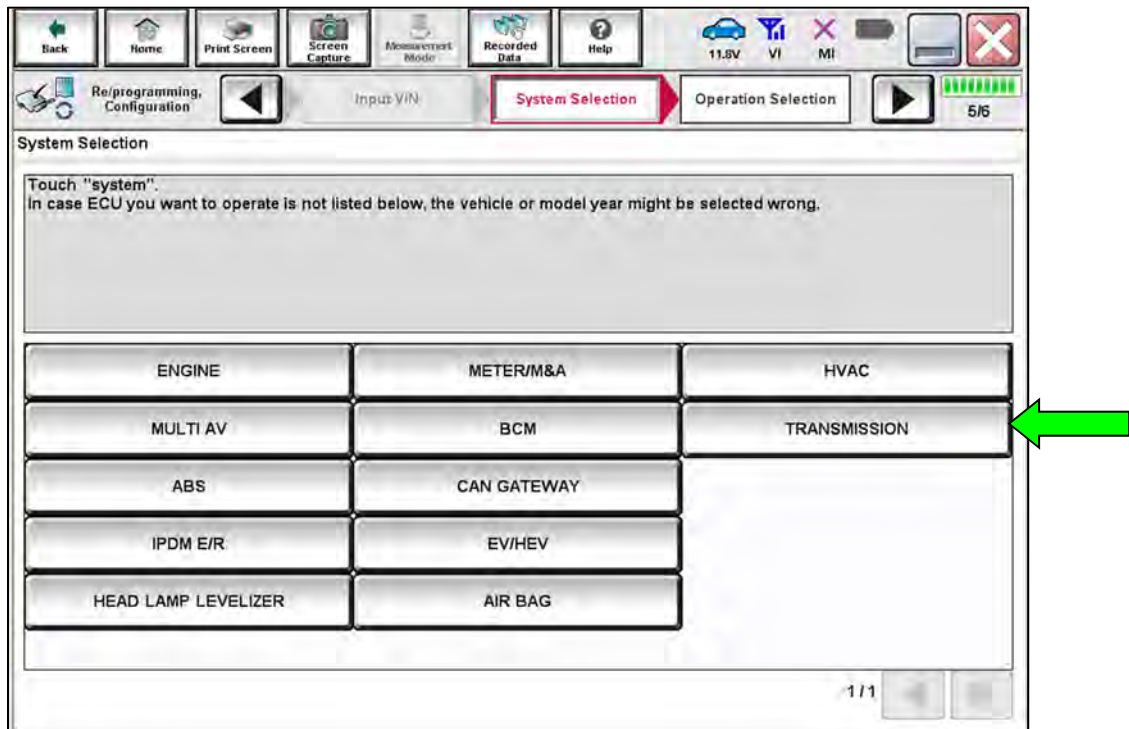 Back
Home
Print Screen
Screen
Capture
Measurement
Mode
Recorded
Data
Help
11.8V
VI
MI
Re/programming,
Configuration
Input VIN
System Selection
Operation Selection
5/6
System Selection
Touch "system".
In case ECU you want to operate is not listed below, the vehicle or model year might be selected wrong.
ENGINE
METER/M&A
HVAC
MULTI AV
BCM
TRANSMISSION
ABS
CAN GATEWAY
IPDM E/R
EV/HEV
HEAD LAMP LEVELIZER
AIR BAG
1/1